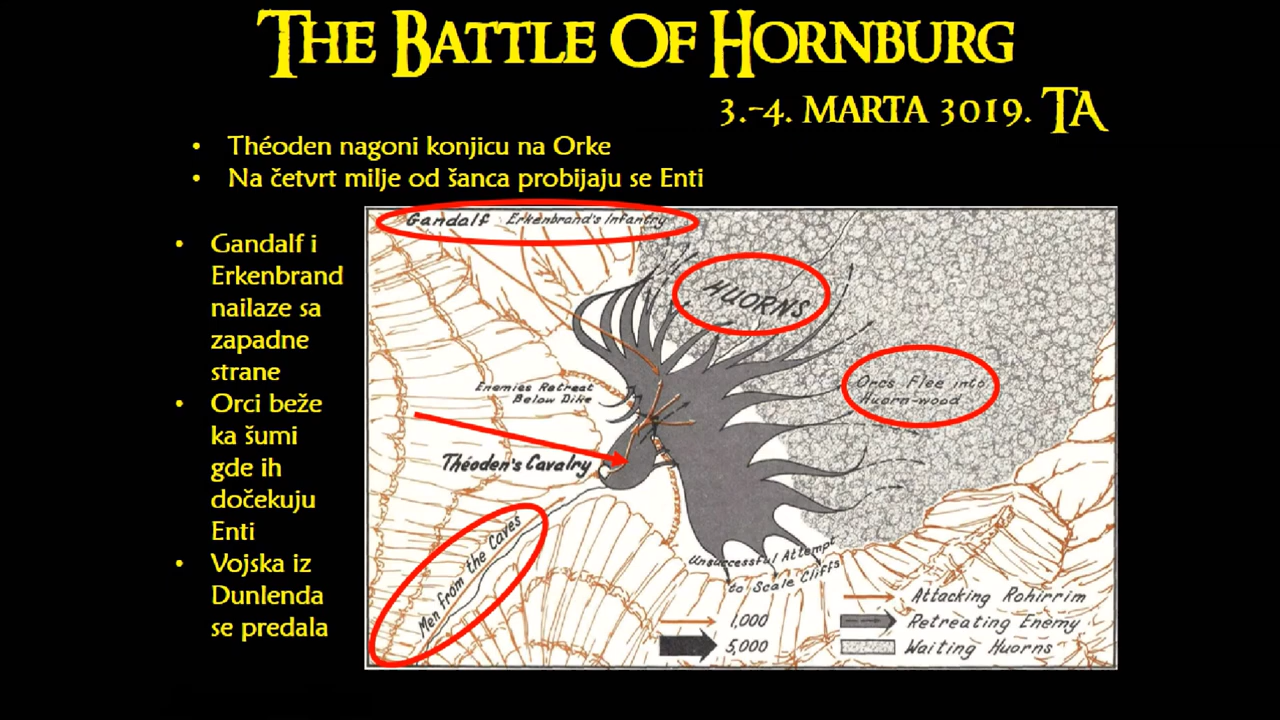 THE BATTLE OF HORNBURG
3.-4. MARTA 3019. TA
• Théoden nagoni konjicu na Orke
• Na četvrt milje od šanca probijaju se Enti
• Gandalf i
Erkenbrand
nailaze sa
zapadne
strane
• Orci beže
ka šumi
gde ih
dočekuju
Enti
• Vojska iz
Dunlenda
se predala
Gandalf Erkenbrand's Infantry
HUORNS
Orcs Flee into
Huorn-wood
Enemies Retreat
Below Dike
Théoden's Cavalry
Men from the Caves
Unsuccessful Attempt
to Scale Cliffs
1,000
5,000
Attacking Rohirrim
Retreating Enemy
Waiting Huorns